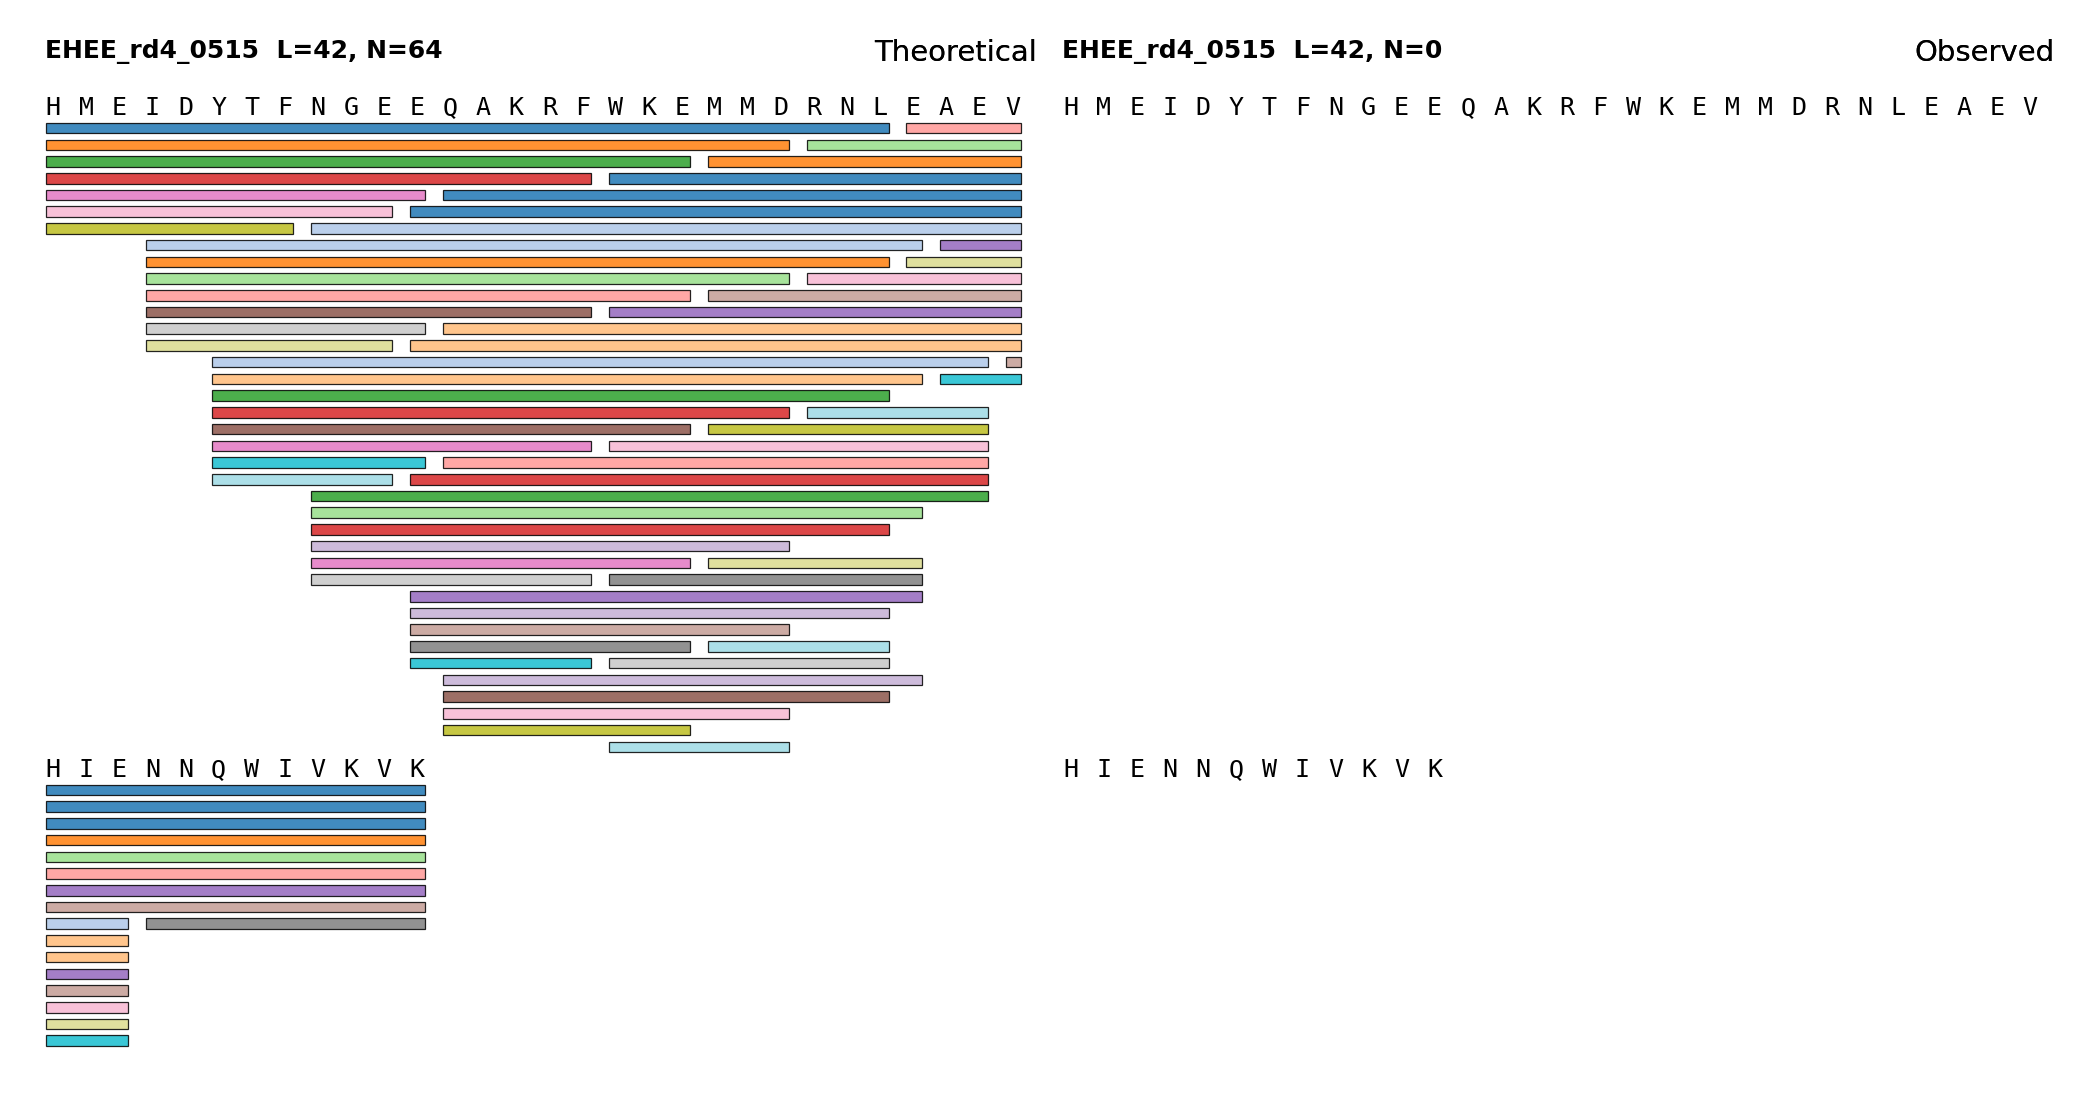 EHEE_rd4_0515 L=42, N=64 Theoretical
H M E I D Y T F N G E E Q A K R F W K E M M D R N L E A E V
H I E N N Q W I V K V K
EHEE_rd4_0515 L=42, N=0 Observed
H M E I D Y T F N G E E Q A K R F W K E M M D R N L E A E V
H I E N N Q W I V K V K